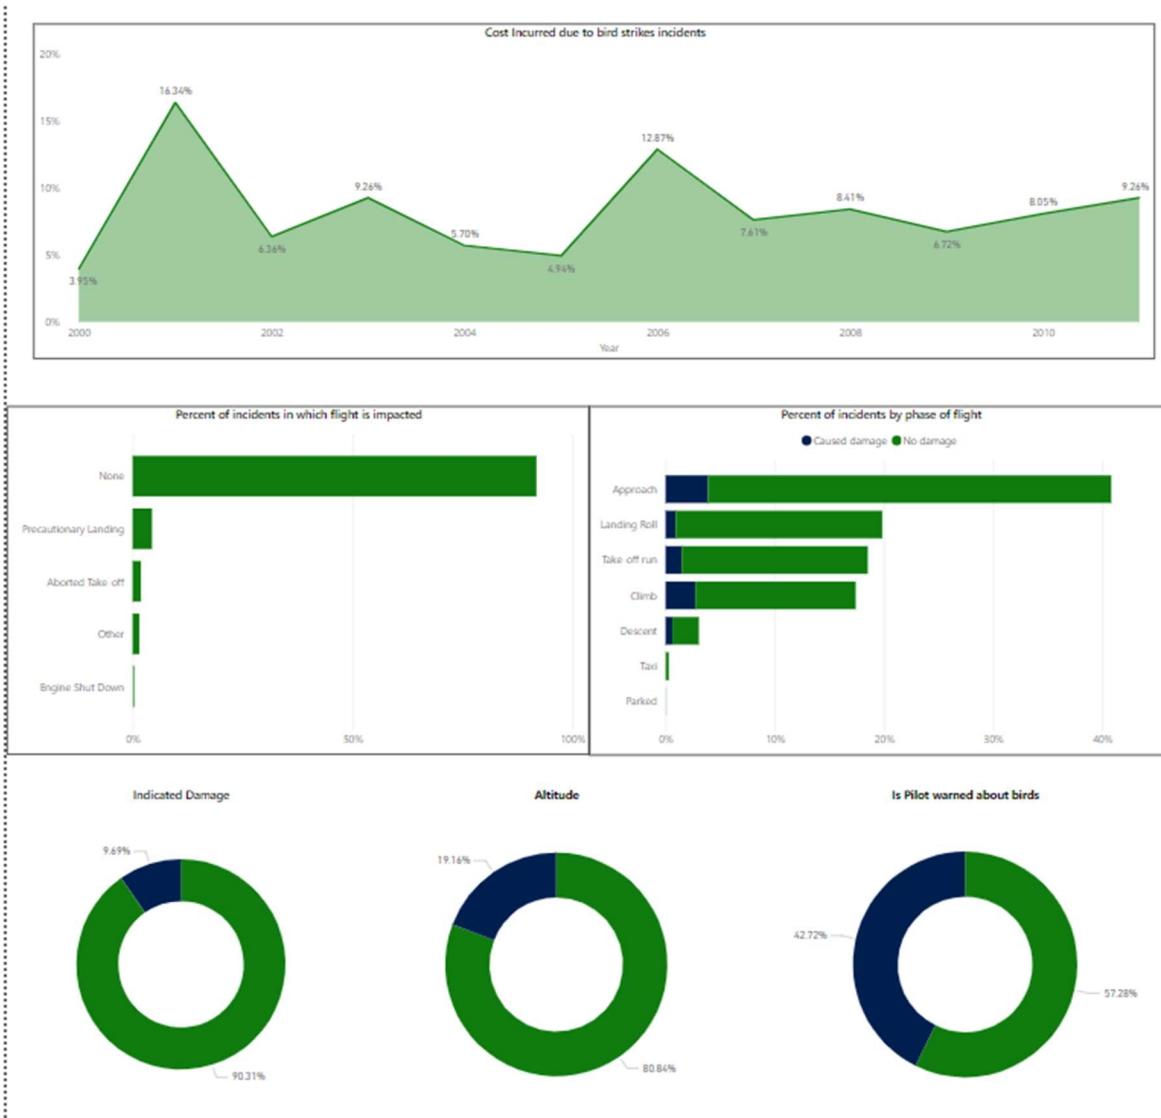 Cost Incurred due to bird strikes incidents
20%
15%
10%
5%
0%
16.34%
12.87%
9.26%
9.26%
8.41%
8.05%
5.70%
7.61%
6.72%
6.36%
4.94%
3.95%
2000 2002 2004 2006 2008 2010
Year
Percent of incidents in which flight is impacted
None
Precautionary Landing
Aborted Take-off
Other
Engine Shut Down
0% 50% 100%
Percent of incidents by phase of flight
Caused damage No damage
Approach
Landing Roll
Take-off run
Climb
Descent
Taxi
Parked
0% 10% 20% 30% 40%
Indicated Damage
9.69%
90.31%
Altitude
19.16%
80.84%
Is Pilot warned about birds
42.72%
57.28%